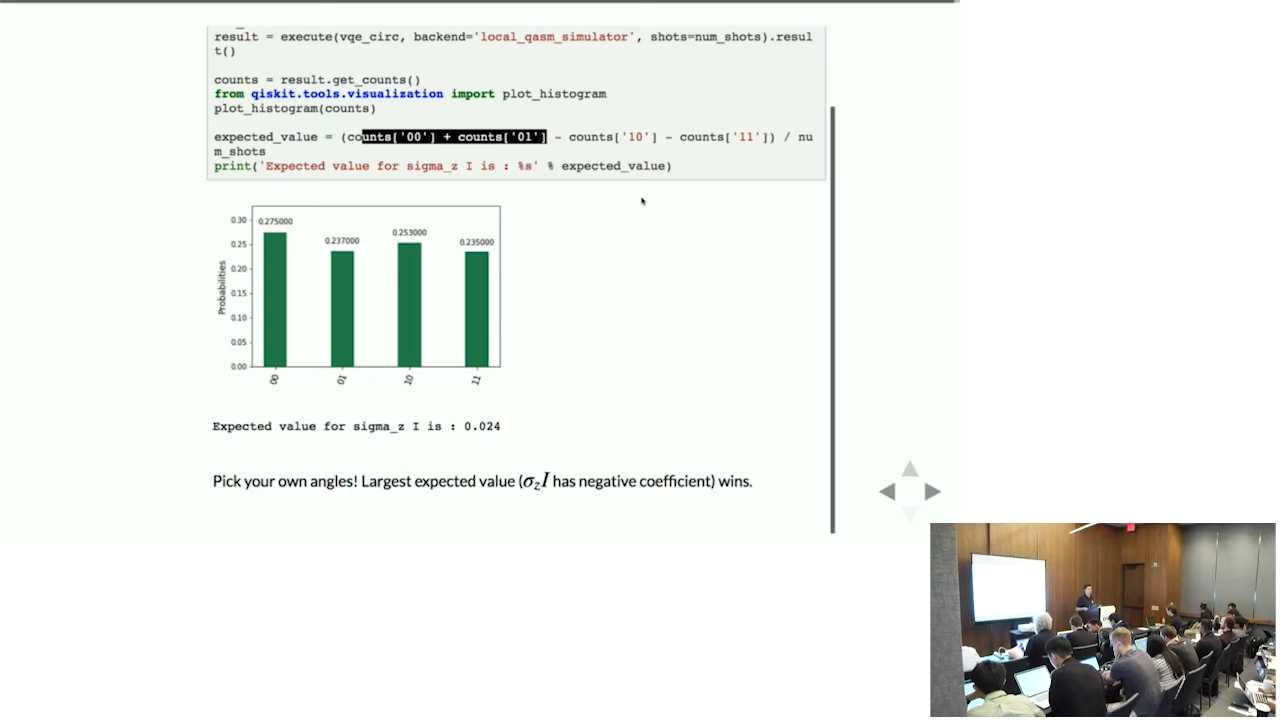 result = execute(vqe_circ, backend='local_qasm_simulator', shots=num_shots).resul
t()
counts = result.get_counts()
from qiskit.tools.visualization import plot_histogram
plot_histogram(counts)
expected_value = (counts['00'] + counts['01'] - counts['10'] - counts['11']) / nu
m_shots
print('Expected value for sigma_z I is : %s' % expected_value)
0.30
0.25
0.20
0.15
0.10
0.05
0.00
Probabilities
0.275000
0.237000
0.253000
0.235000
00
01
10
11
Expected value for sigma_z I is : 0.024
Pick your own angles! Largest expected value (σzI has negative coefficient) wins.